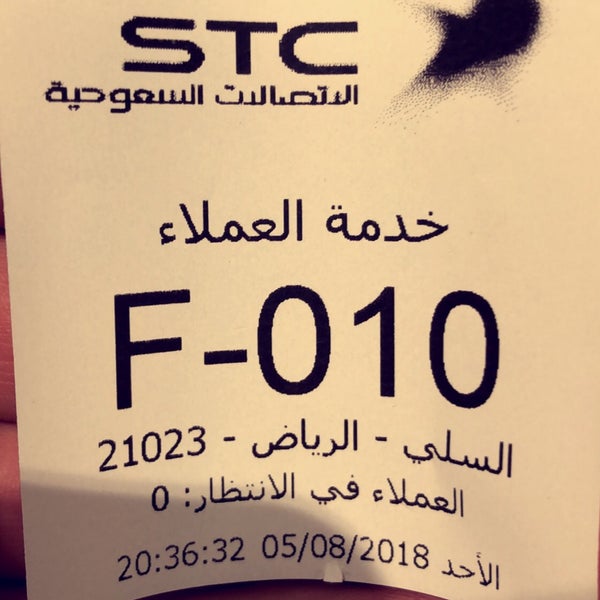 STC
الاتصالات السعودية
خدمة العملاء
F-010
السلي - الرياض - 21023
العملاء في الانتظار: 0
الأحد 05/08/2018 20:36:32